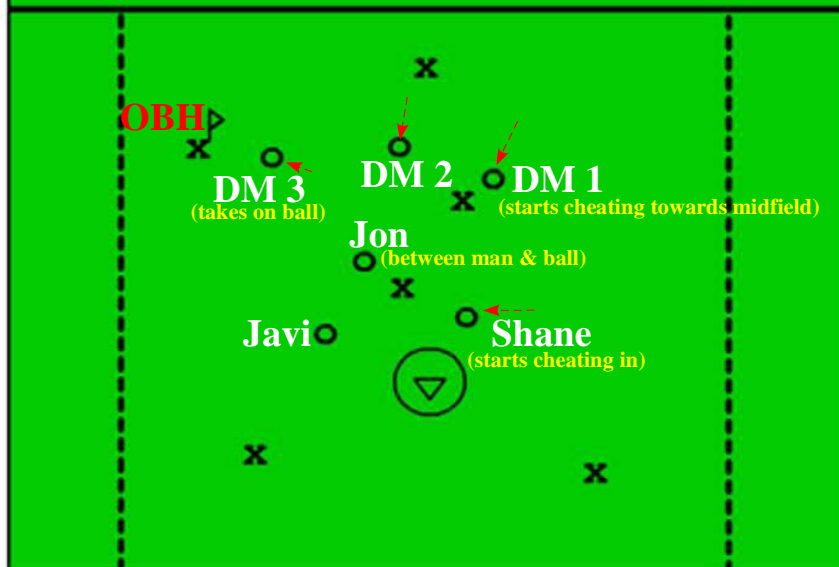 OBH
DM 3
(takes on ball)
DM 2
DM 1
(starts cheating towards midfield)
Jon
(between man & ball)
Javi
Shane
(starts cheating in)
x
x
x
x
x
x